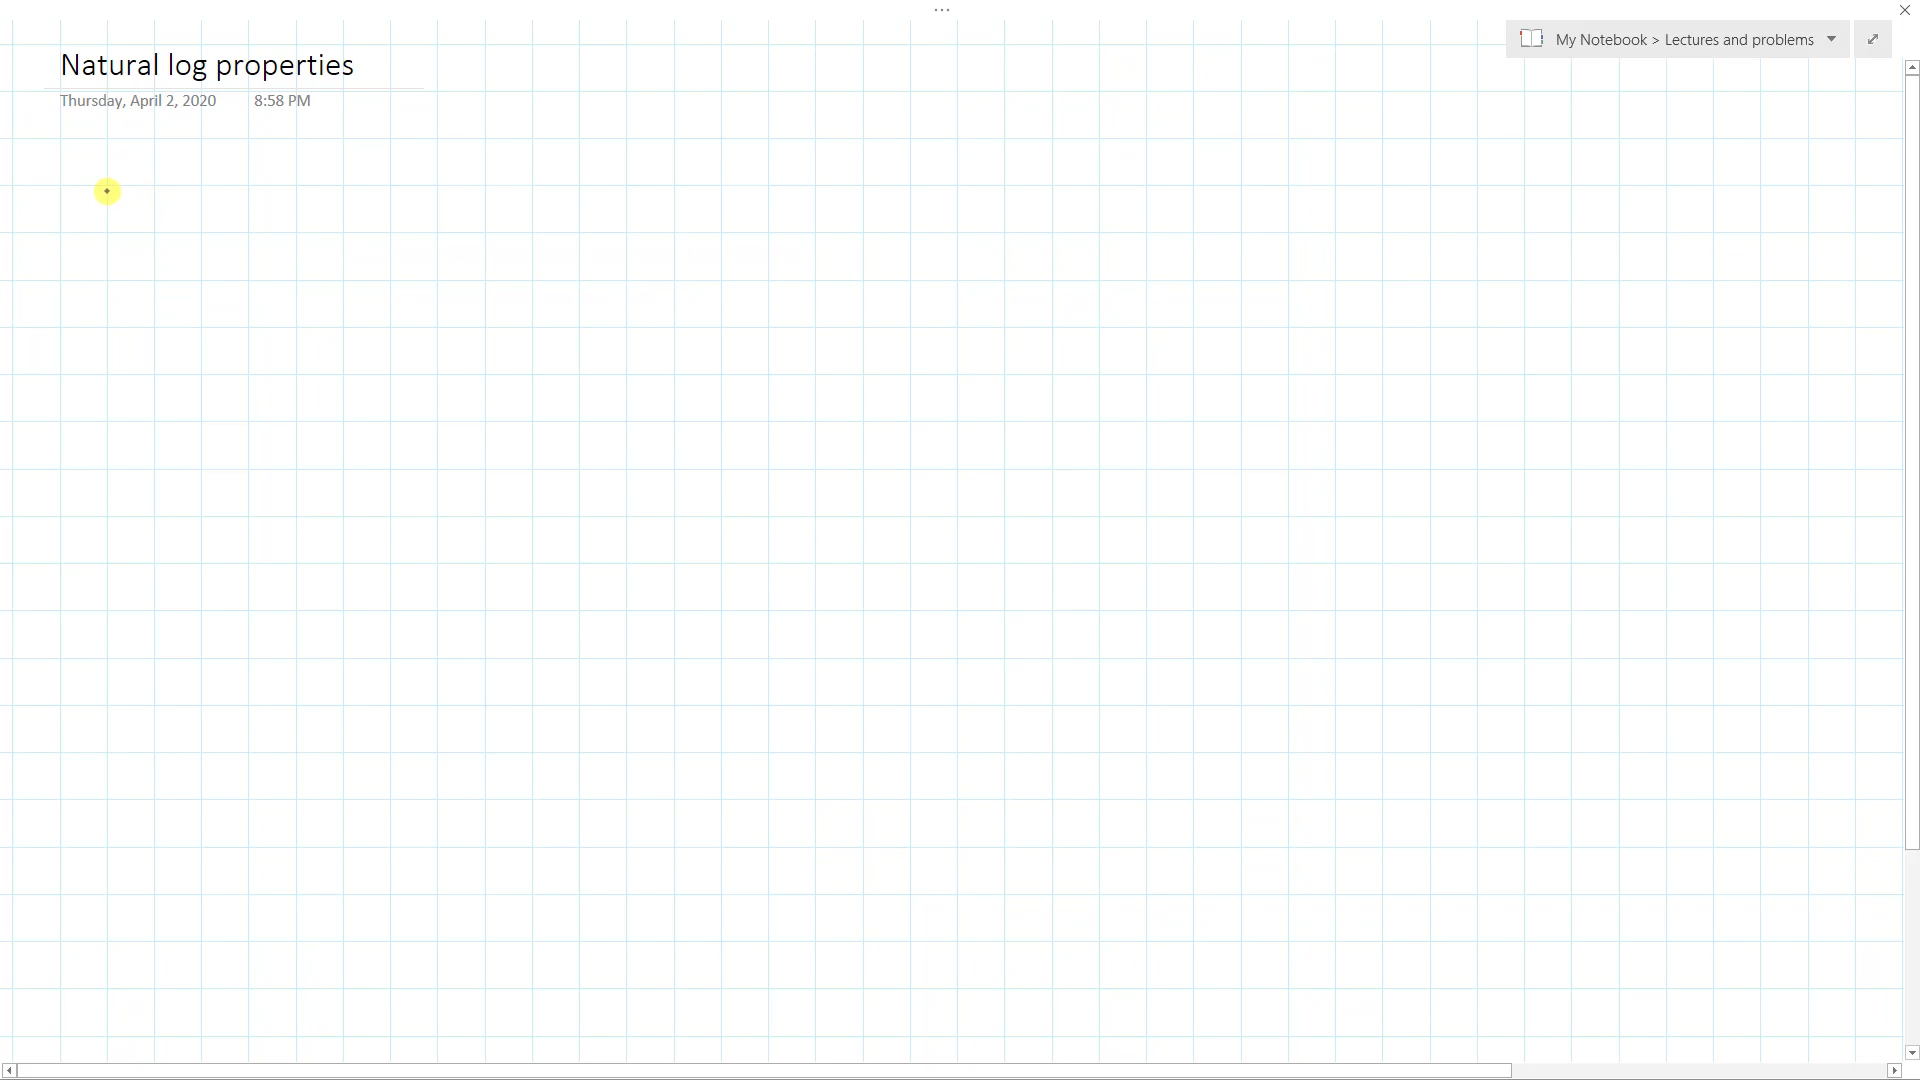 My Notebook > Lectures and problems
Natural log properties
Thursday, April 2, 2020 8:58 PM